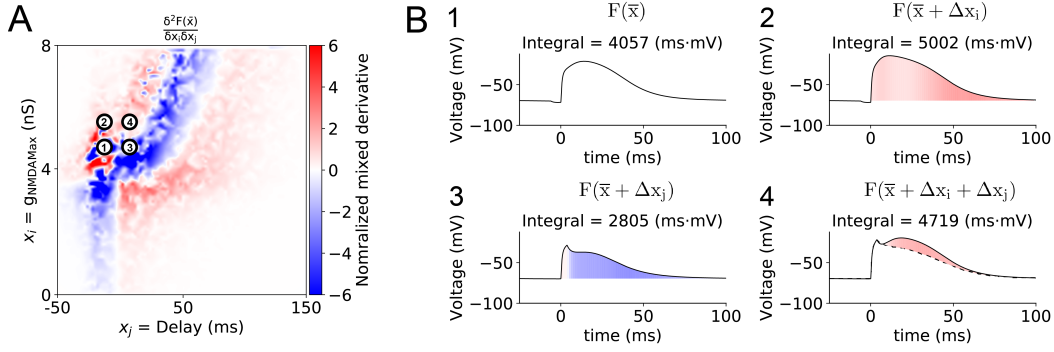 A
δ²F(x̄)
δxᵢδxⱼ
8
4
0
-50
50
150
xᵢ = gNMDAMax (nS)
xⱼ = Delay (ms)
2
4
1
3
6
4
2
0
−2
−4
−6
Nomralized mixed derivative
B
1
F(x̄)
Integral = 4057 (ms·mV)
Voltage (mV)
−50
−100
0
50
100
time (ms)
2
F(x̄ + Δxᵢ)
Integral = 5002 (ms·mV)
Voltage (mV)
−50
−100
0
50
100
time (ms)
3
F(x̄ + Δxⱼ)
Integral = 2805 (ms·mV)
Voltage (mV)
−50
−100
0
50
100
time (ms)
4
F(x̄ + Δxᵢ + Δxⱼ)
Integral = 4719 (ms·mV)
Voltage (mV)
−50
−100
0
50
100
time (ms)